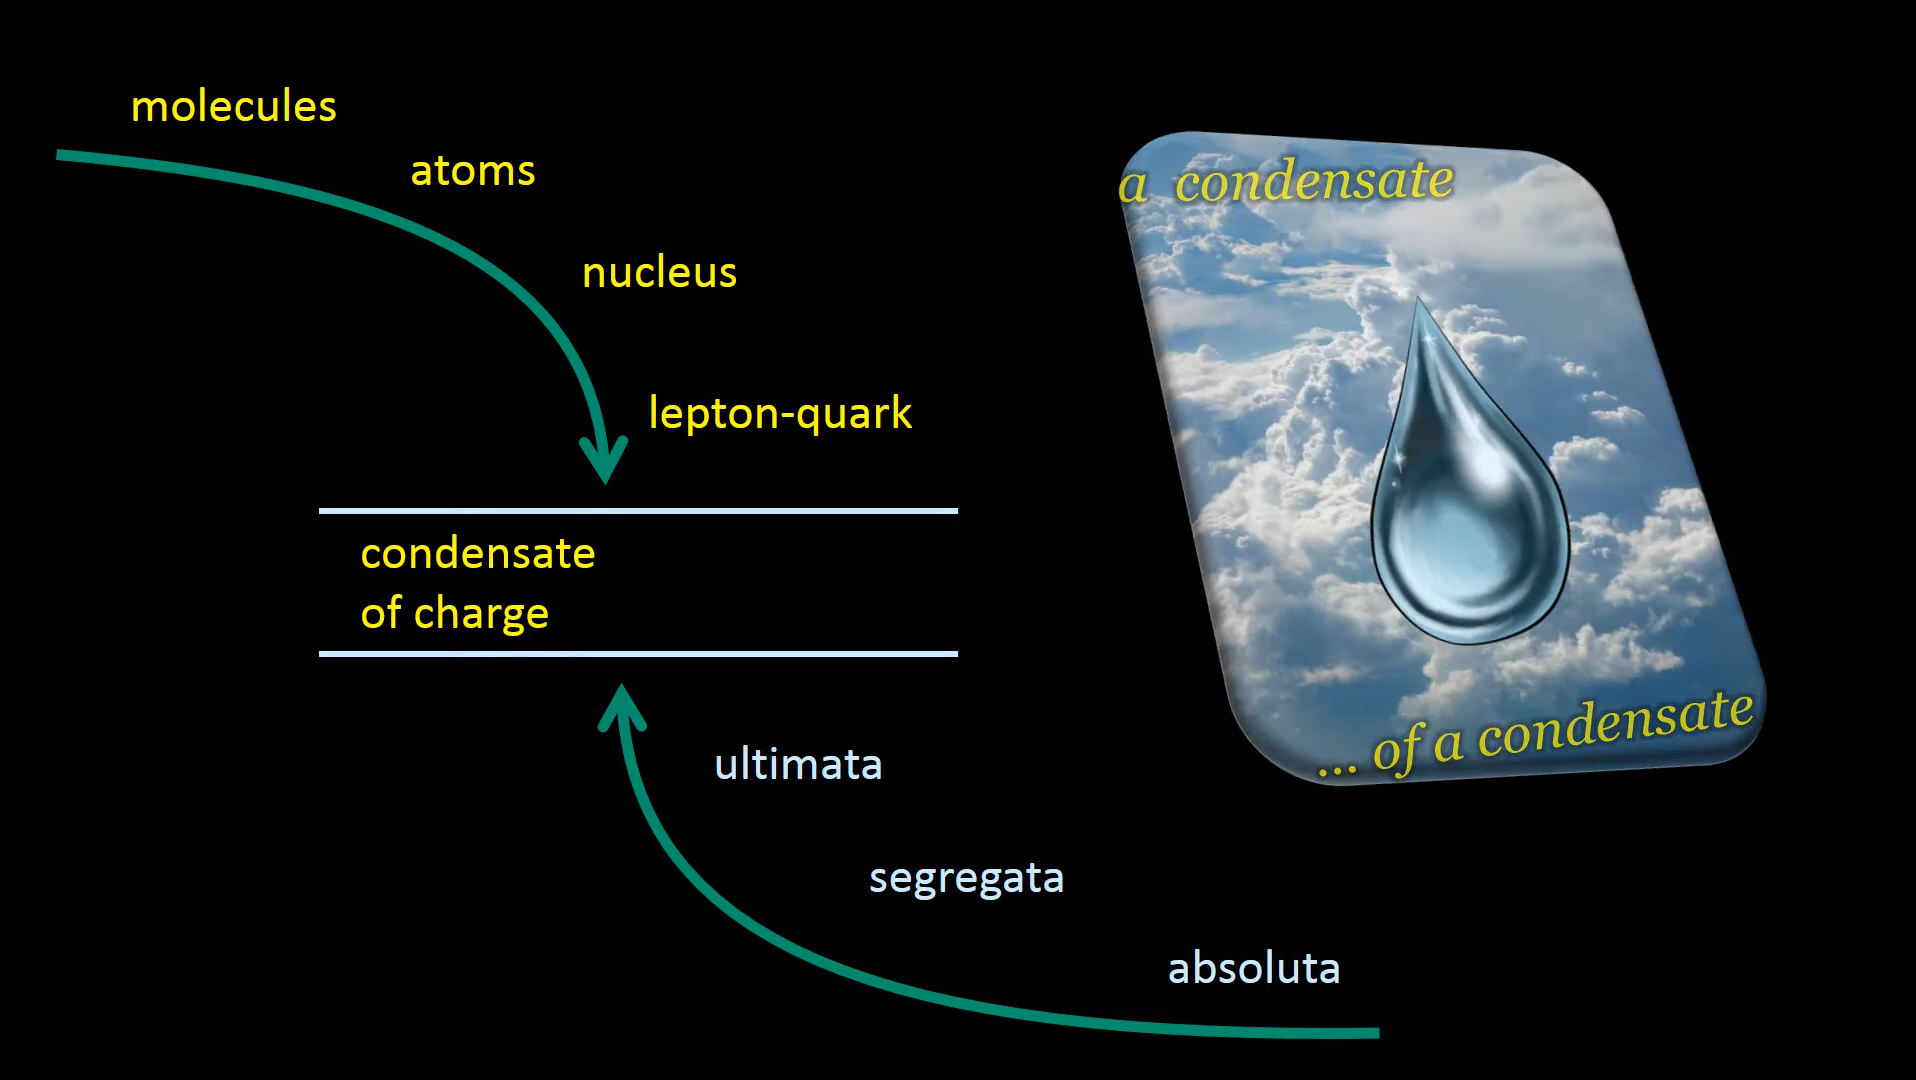 molecules
atoms
nucleus
lepton-quark
condensate
of charge
ultimata
segregata
absoluta
a condensate
... of a condensate